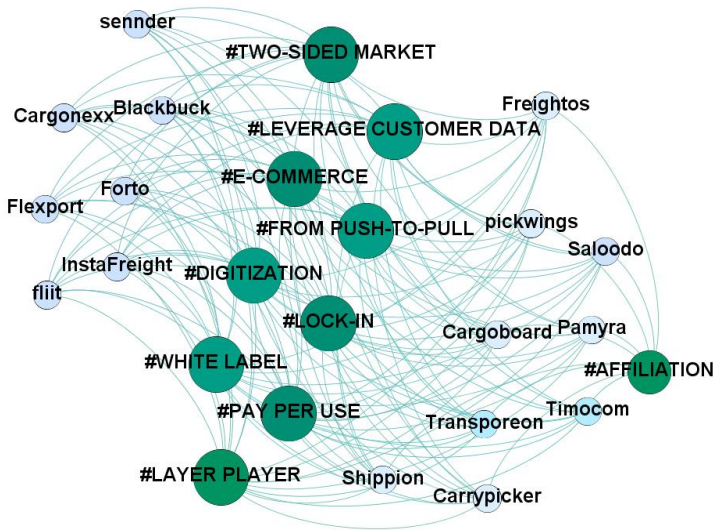 sennder
#TWO-SIDED MARKET
Cargonexx
Blackbuck
Freightos
#LEVERAGE CUSTOMER DATA
#E-COMMERCE
Forto
Flexport
#FROM PUSH-TO-PULL
pickwings
Saloodo
InstaFreight
#DIGITIZATION
fliit
#LOCK-IN
Cargoboard
Pamyra
#WHITE LABEL
#AFFILIATION
#PAY PER USE
Transporeon
Timocom
#LAYER PLAYER
Shippion
Carrypicker